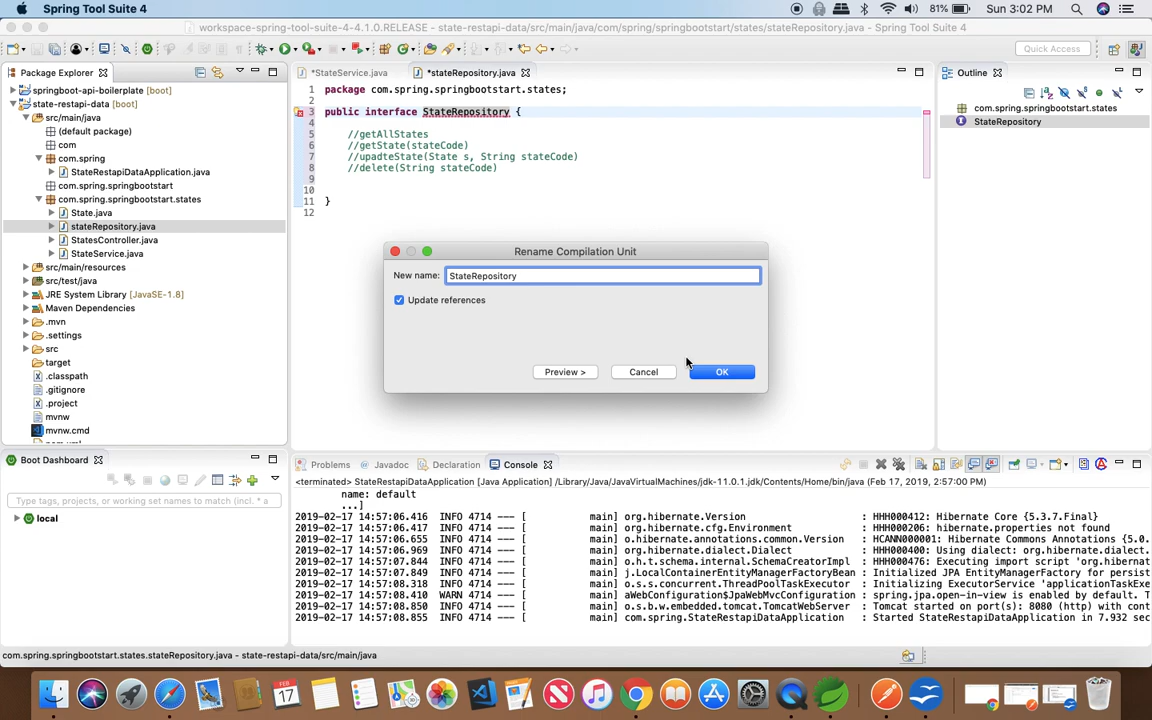 Spring Tool Suite 4
81%
Sun 3:02 PM
workspace-spring-tool-suite-4-4.1.0.RELEASE - state-restapi-data/src/main/java/com/spring/springbootstart/states/stateRepository.java - Spring Tool Suite 4
Quick Access
Package Explorer
springboot-api-boilerplate [boot]
state-restapi-data [boot]
src/main/java
(default package)
com
com.spring
StateRestapiDataApplication.java
com.spring.springbootstart
com.spring.springbootstart.states
State.java
stateRepository.java
StatesController.java
StateService.java
src/main/resources
src/test/java
JRE System Library [JavaSE-1.8]
Maven Dependencies
.mvn
.settings
src
target
.classpath
.gitignore
.project
mvnw
mvnw.cmd
*StateService.java
*stateRepository.java
1 package com.spring.springbootstart.states;
2
3 public interface StateRepository {
4
5 //getAllStates
6 //getState(stateCode)
7 //upadteState(State s, String stateCode)
8 //delete(String stateCode)
9
10
11 }
12
Rename Compilation Unit
New name: StateRepository
Update references
Preview >
Cancel
OK
Outline
com.spring.springbootstart.states
StateRepository
Boot Dashboard
Type tags, projects, or working set names to match (incl. * a
local
Problems
Javadoc
Declaration
Console
<terminated> StateRestapiDataApplication [Java Application] /Library/Java/JavaVirtualMachines/jdk-11.0.1.jdk/Contents/Home/bin/java (Feb 17, 2019, 2:57:00 PM)
name: default
...]
2019-02-17 14:57:06.416 INFO 4714 --- [ main] org.hibernate.Version : HHH000412: Hibernate Core {5.3.7.Final}
2019-02-17 14:57:06.417 INFO 4714 --- [ main] org.hibernate.cfg.Environment : HHH000206: hibernate.properties not found
2019-02-17 14:57:06.655 INFO 4714 --- [ main] o.hibernate.annotations.common.Version : HCANN000001: Hibernate Commons Annotations {5.0.
2019-02-17 14:57:06.969 INFO 4714 --- [ main] org.hibernate.dialect.Dialect : HHH000400: Using dialect: org.hibernate.dialect.
2019-02-17 14:57:07.844 INFO 4714 --- [ main] o.h.t.schema.internal.SchemaCreatorImpl : HHH000476: Executing import script 'org.hibernat
2019-02-17 14:57:07.849 INFO 4714 --- [ main] j.LocalContainerEntityManagerFactoryBean : Initialized JPA EntityManagerFactory for persist
2019-02-17 14:57:08.318 INFO 4714 --- [ main] o.s.s.concurrent.ThreadPoolTaskExecutor : Initializing ExecutorService 'applicationTaskExe
2019-02-17 14:57:08.410 WARN 4714 --- [ main] aWebConfiguration$JpaWebMvcConfiguration : spring.jpa.open-in-view is enabled by default. T
2019-02-17 14:57:08.850 INFO 4714 --- [ main] o.s.b.w.embedded.tomcat.TomcatWebServer : Tomcat started on port(s): 8080 (http) with cont
2019-02-17 14:57:08.855 INFO 4714 --- [ main] com.spring.StateRestapiDataApplication : Started StateRestapiDataApplication in 7.932 sec
com.spring.springbootstart.states.stateRepository.java - state-restapi-data/src/main/java
FEB
17